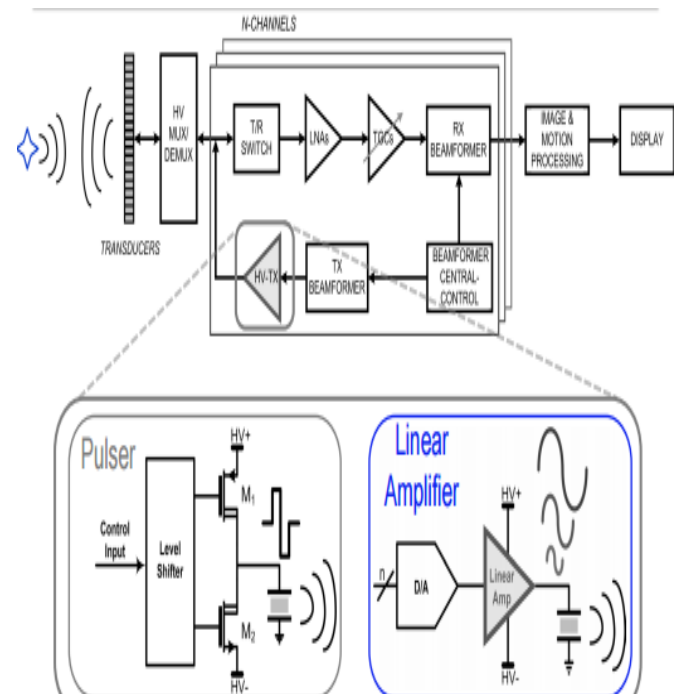 N-CHANNELS
HV
MUX/
DEMUX
T/R
SWITCH
LNAs
TGCs
RX
BEAMFORMER
IMAGE &
MOTION
PROCESSING
DISPLAY
TRANSDUCERS
HV-TX
TX
BEAMFORMER
BEAMFORMER
CENTRAL-
CONTROL
Pulser
HV+
M1
Control
Input
Level
Shifter
M2
HV-
Linear
Amplifier
HV+
n
D/A
Linear
Amp
HV-